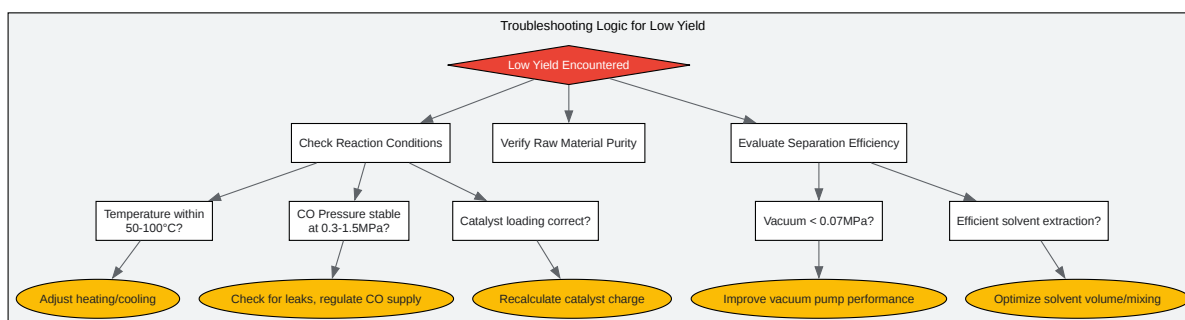 Troubleshooting Logic for Low Yield
Low Yield Encountered
Check Reaction Conditions
Verify Raw Material Purity
Evaluate Separation Efficiency
Temperature within
50-100°C?
CO Pressure stable
at 0.3-1.5MPa?
Catalyst loading correct?
Vacuum < 0.07MPa?
Efficient solvent extraction?
Adjust heating/cooling
Check for leaks, regulate CO supply
Recalculate catalyst charge
Improve vacuum pump performance
Optimize solvent volume/mixing